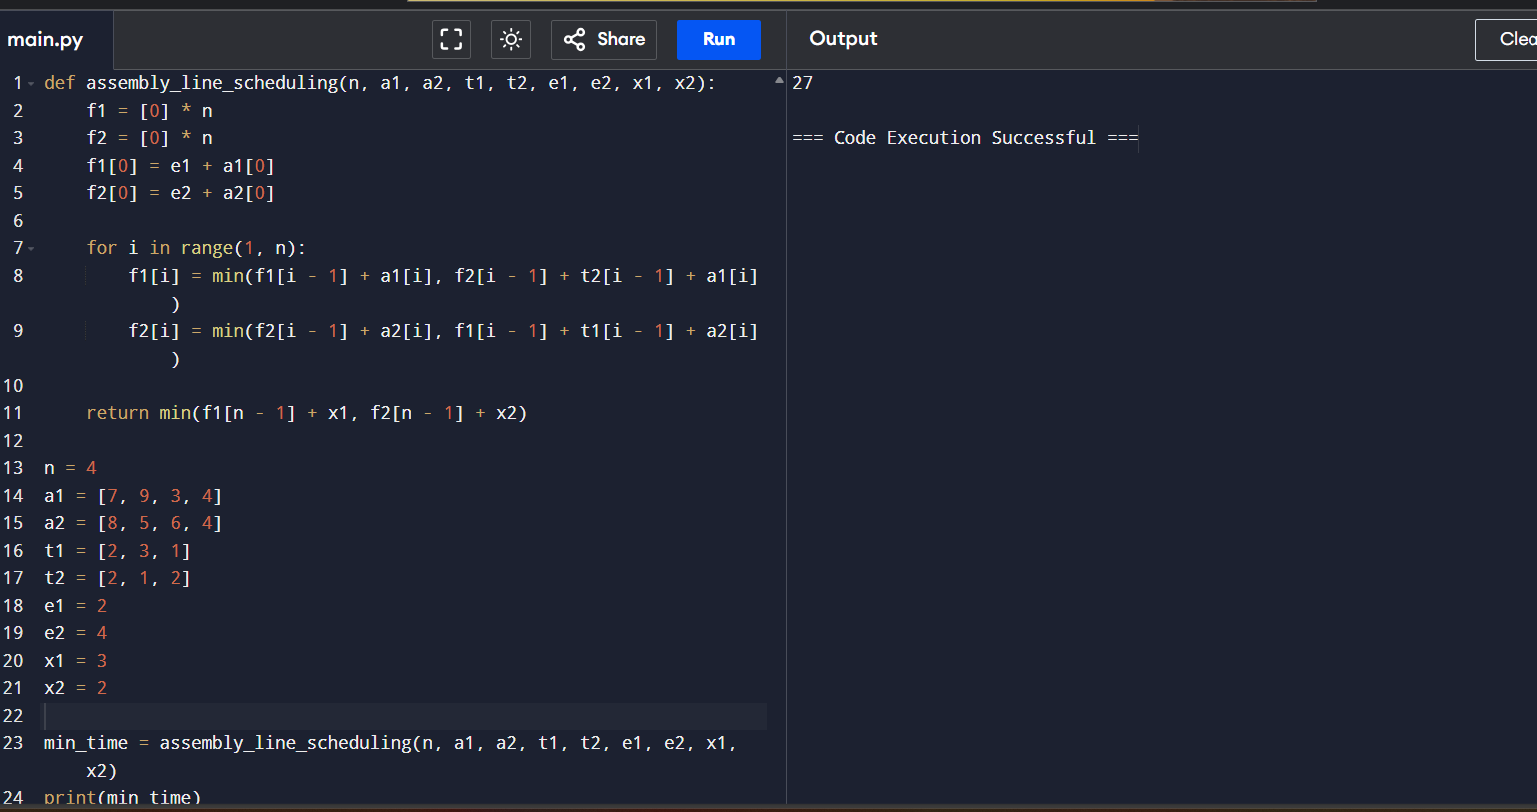 main.py
Share
Run
Output
Clea
1 def assembly_line_scheduling(n, a1, a2, t1, t2, e1, e2, x1, x2):
2     f1 = [0] * n
3     f2 = [0] * n
4     f1[0] = e1 + a1[0]
5     f2[0] = e2 + a2[0]
6
7     for i in range(1, n):
8         f1[i] = min(f1[i - 1] + a1[i], f2[i - 1] + t2[i - 1] + a1[i]
            )
9         f2[i] = min(f2[i - 1] + a2[i], f1[i - 1] + t1[i - 1] + a2[i]
            )
10
11     return min(f1[n - 1] + x1, f2[n - 1] + x2)
12
13 n = 4
14 a1 = [7, 9, 3, 4]
15 a2 = [8, 5, 6, 4]
16 t1 = [2, 3, 1]
17 t2 = [2, 1, 2]
18 e1 = 2
19 e2 = 4
20 x1 = 3
21 x2 = 2
22
23 min_time = assembly_line_scheduling(n, a1, a2, t1, t2, e1, e2, x1,
    x2)
24 print(min_time)
27
=== Code Execution Successful ===